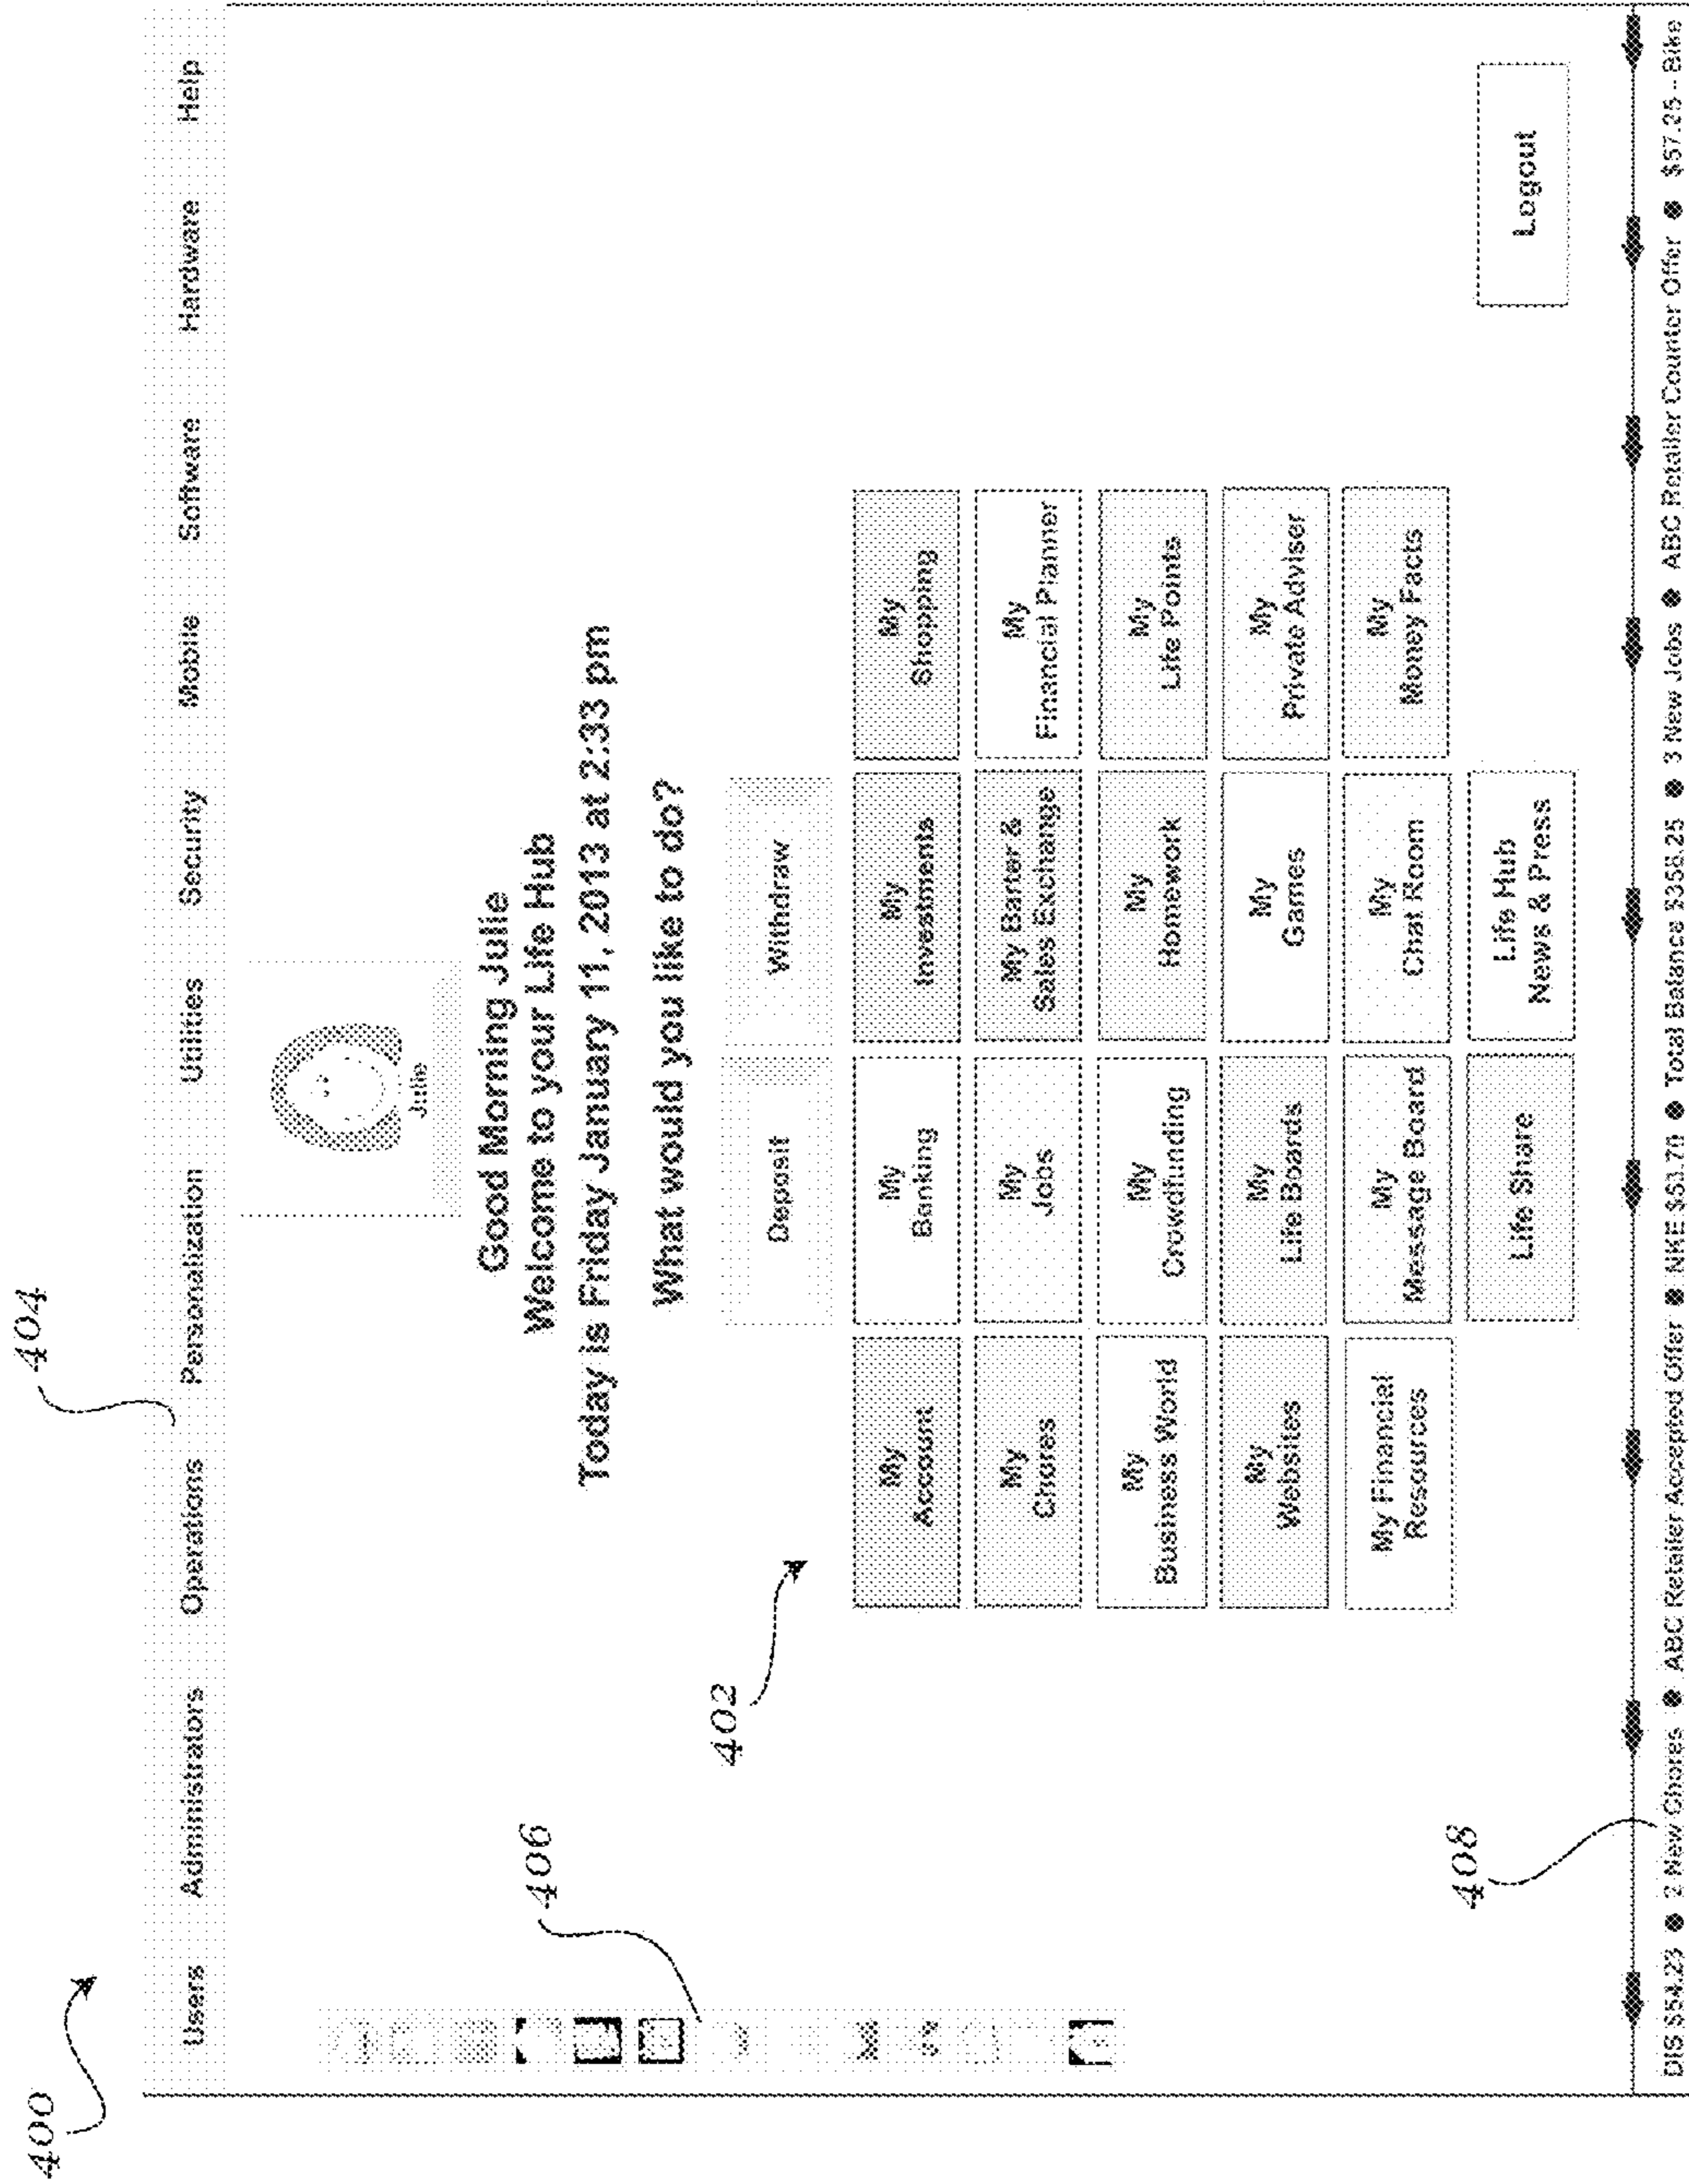 400
404
Users Administrators Operations Personalization Utilities Security Mobile Software Hardware Help
Julie
406
Good Morning Julie
Welcome to your Life Hub
Today is Friday January 11, 2013 at 2:33 pm
What would you like to do?
402
Deposit Withdraw
My Account
My Banking
My Investments
My Shopping
My Chores
My Jobs
My Barter & Sales Exchange
My Financial Planner
My Business World
My Crowdfunding
My Homework
My Life Points
My Websites
My Life Boards
My Games
My Private Adviser
My Financial Resources
My Message Board
My Chat Room
My Money Facts
Life Share
Life Hub News & Press
Logout
408
DIS $54.23 ● 2 New Chores ● ABC Retailer Accepted Offer ● NIKE $53.70 ● Total Balance $358.25 ● 3 New Jobs ● ABC Retailer Counter Offer ● $57.25 - Bike